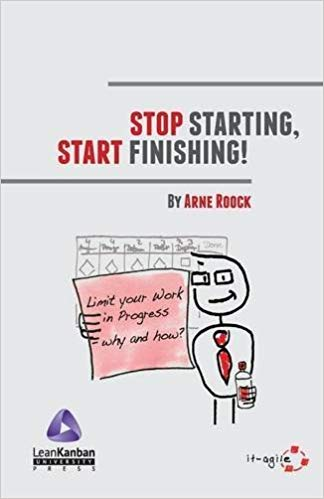 STOP STARTING,
START FINISHING!
BY ARNE ROOCK
Done
Limit your Work
in Progress
why and how?
LeanKanban
UNIVERSITY
PRESS
it-agile